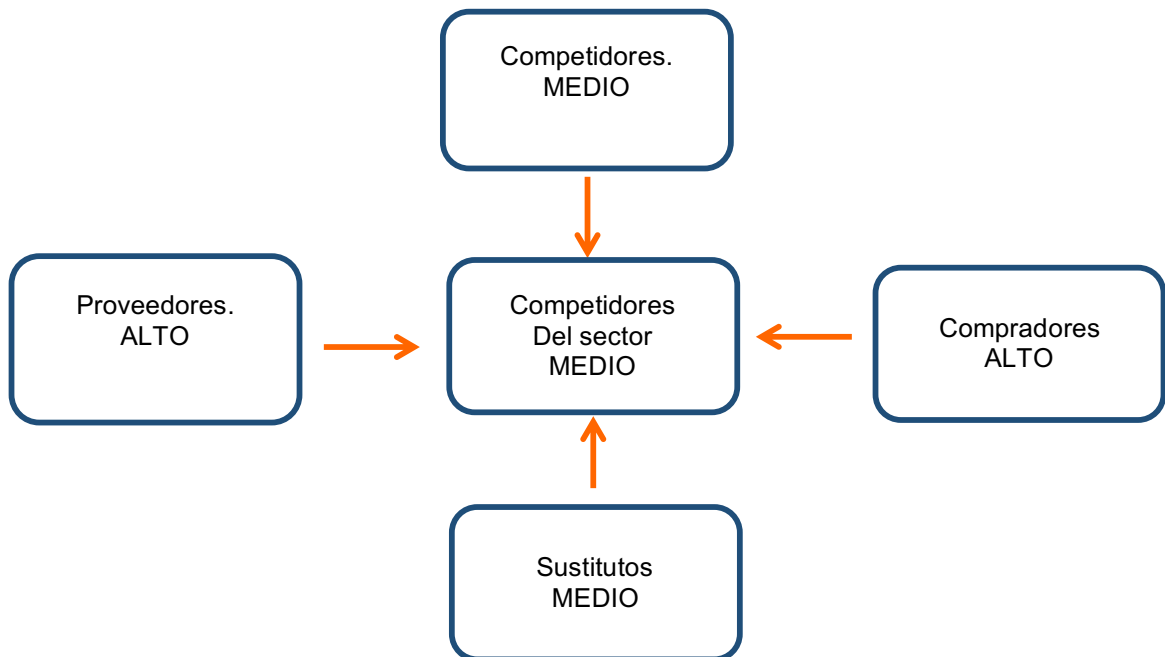 Competidores.
MEDIO
Proveedores.
ALTO
Competidores
Del sector
MEDIO
Compradores
ALTO
Sustitutos
MEDIO